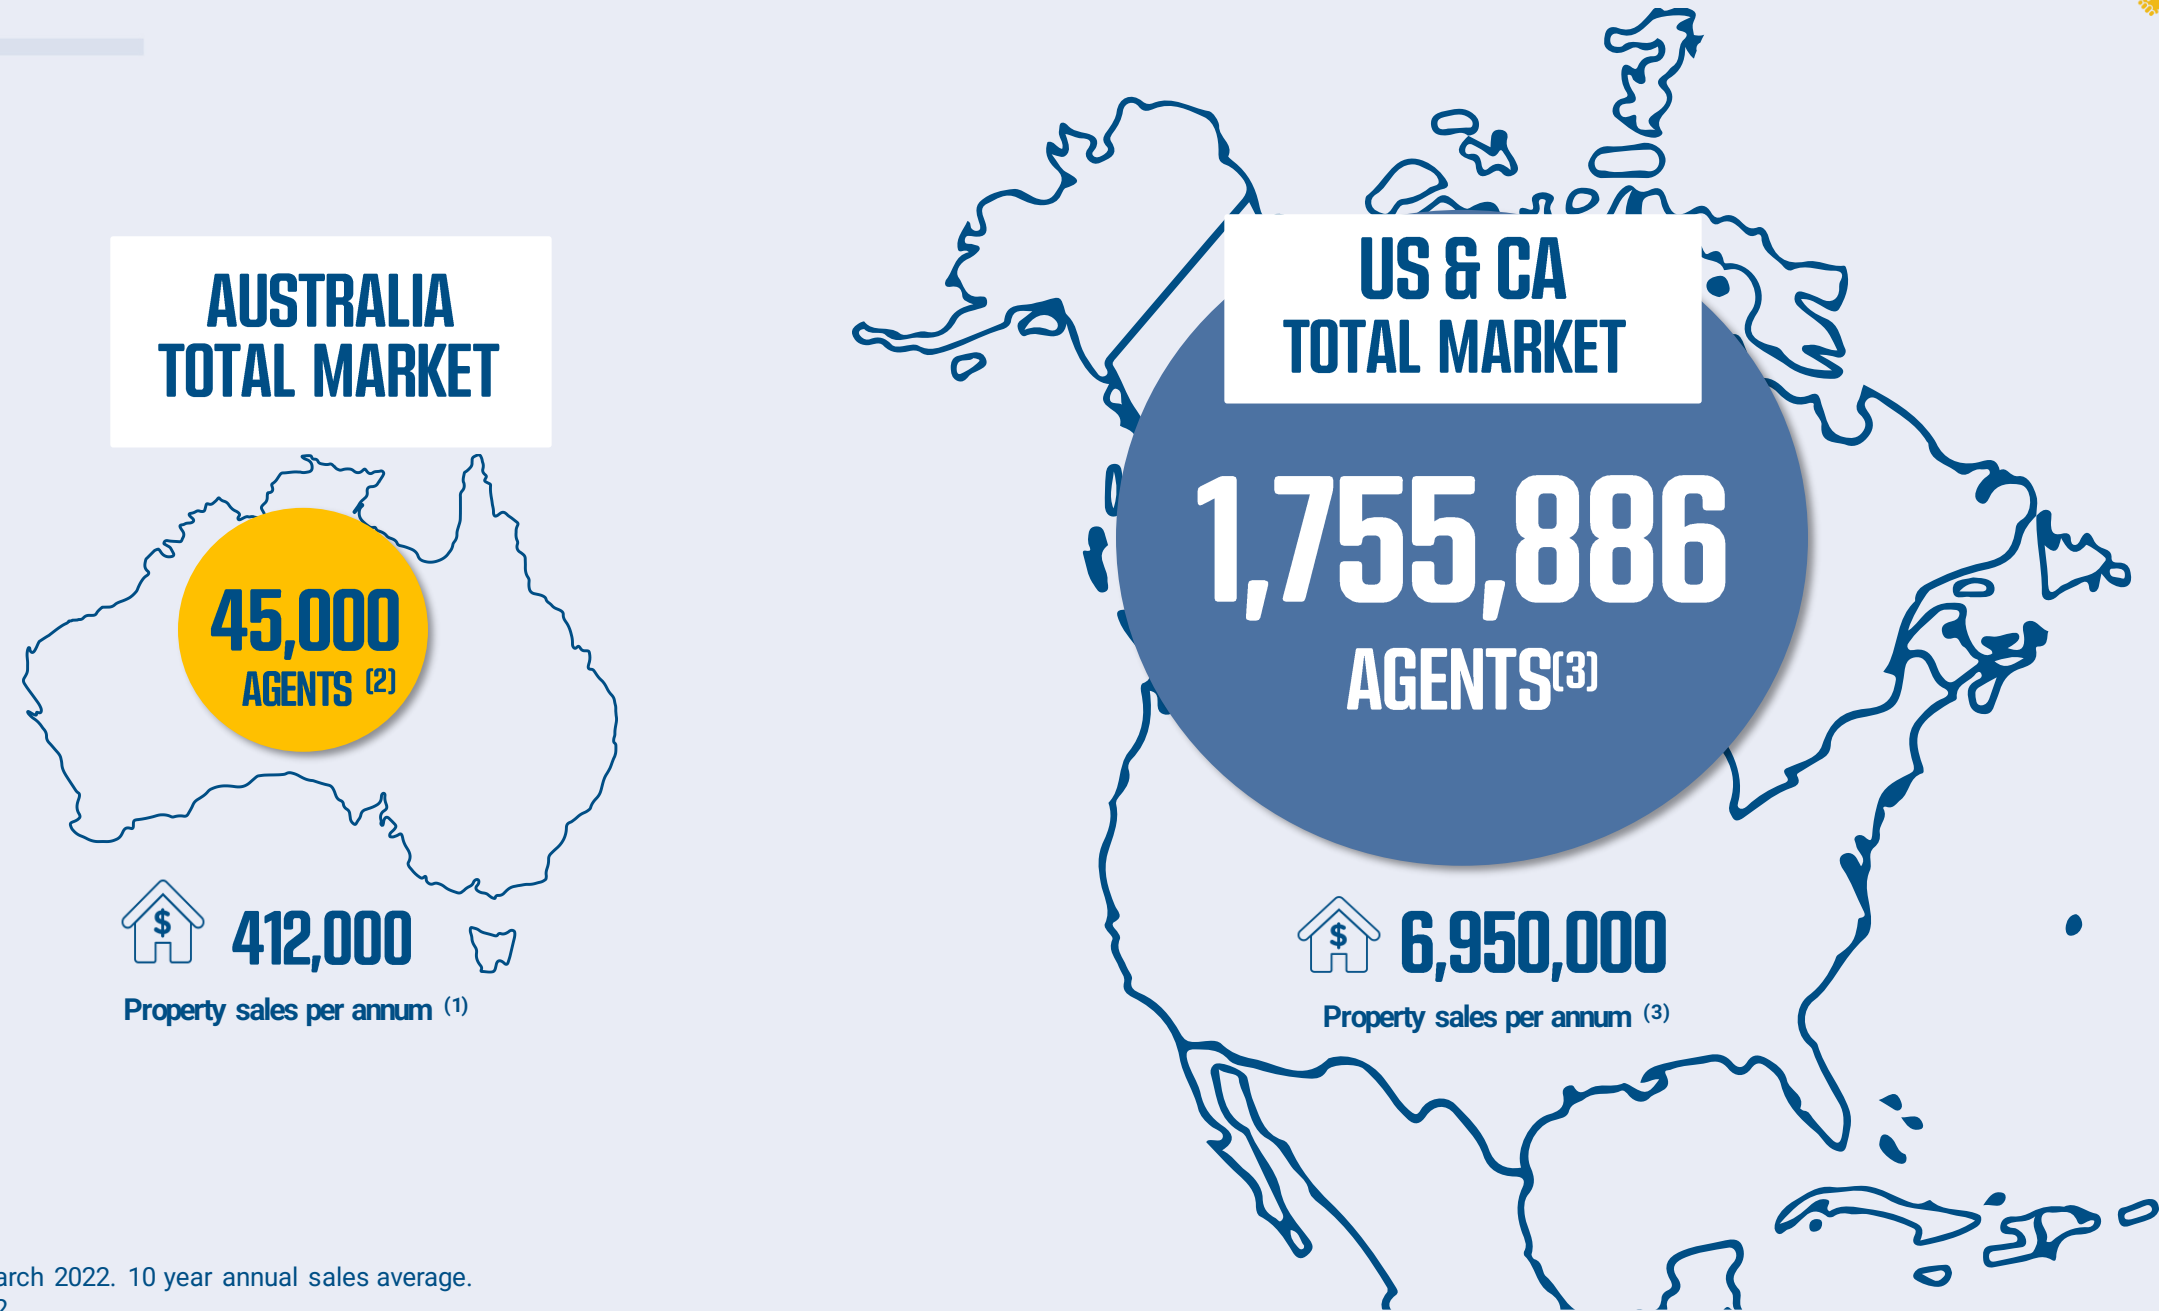 AUSTRALIA
TOTAL MARKET
45,000
AGENTS (2)
$ 412,000
Property sales per annum (1)
US & CA
TOTAL MARKET
1,755,886
AGENTS(3)
$ 6,950,000
Property sales per annum (3)
2022. 10 year annual sales average.